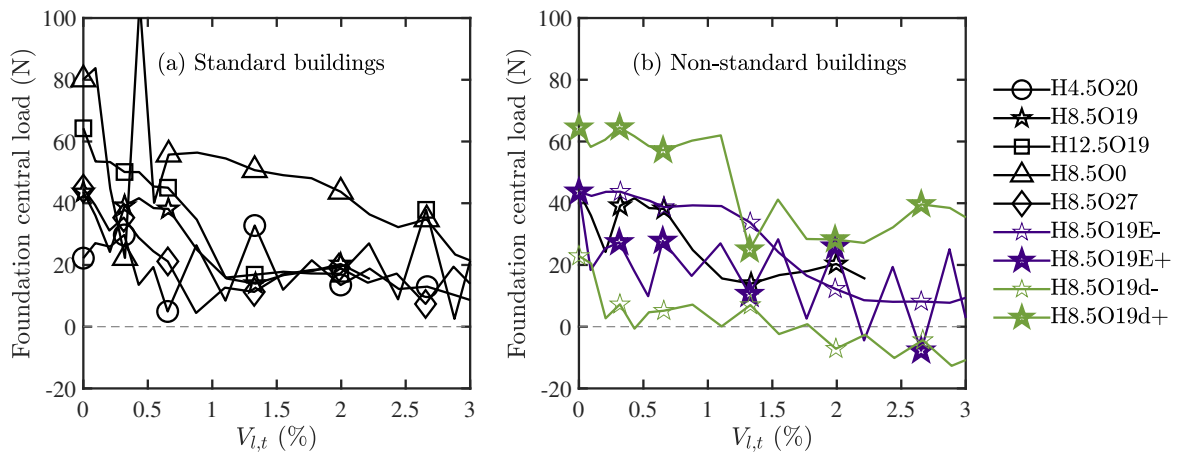 (a) Standard buildings
Foundation central load (N)
100
80
60
40
20
0
-20
0 0.5 1 1.5 2 2.5 3
V_{l,t} (%)
(b) Non-standard buildings
Foundation central load (N)
100
80
60
40
20
0
-20
0 0.5 1 1.5 2 2.5 3
V_{l,t} (%)
H4.5O20
H8.5O19
H12.5O19
H8.5O0
H8.5O27
H8.5O19E-
H8.5O19E+
H8.5O19d-
H8.5O19d+